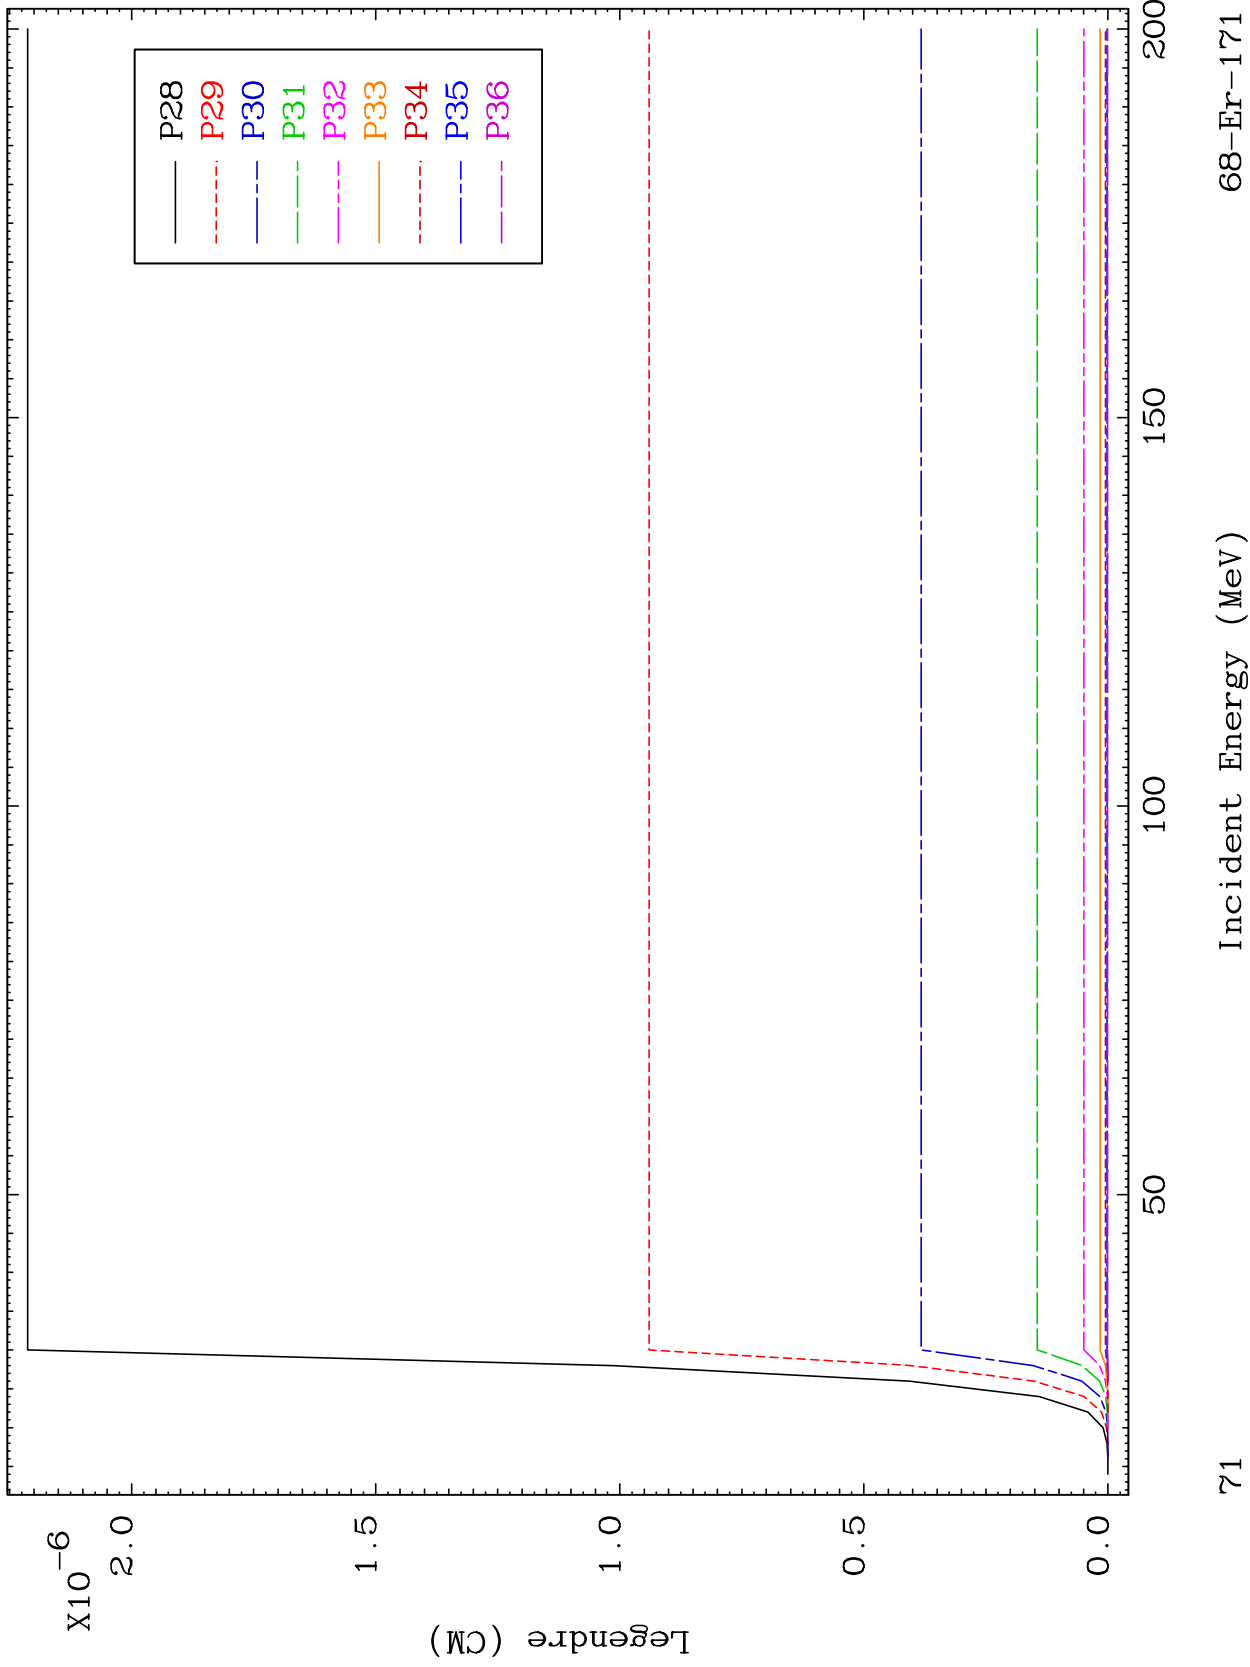 X10-6
2.0
1.5
1.0
0.5
0.0
Legendre (CM)
P28
P29
P30
P31
P32
P33
P34
P35
P36
50
100
150
200
Incident Energy (MeV)
71
68-Er-171